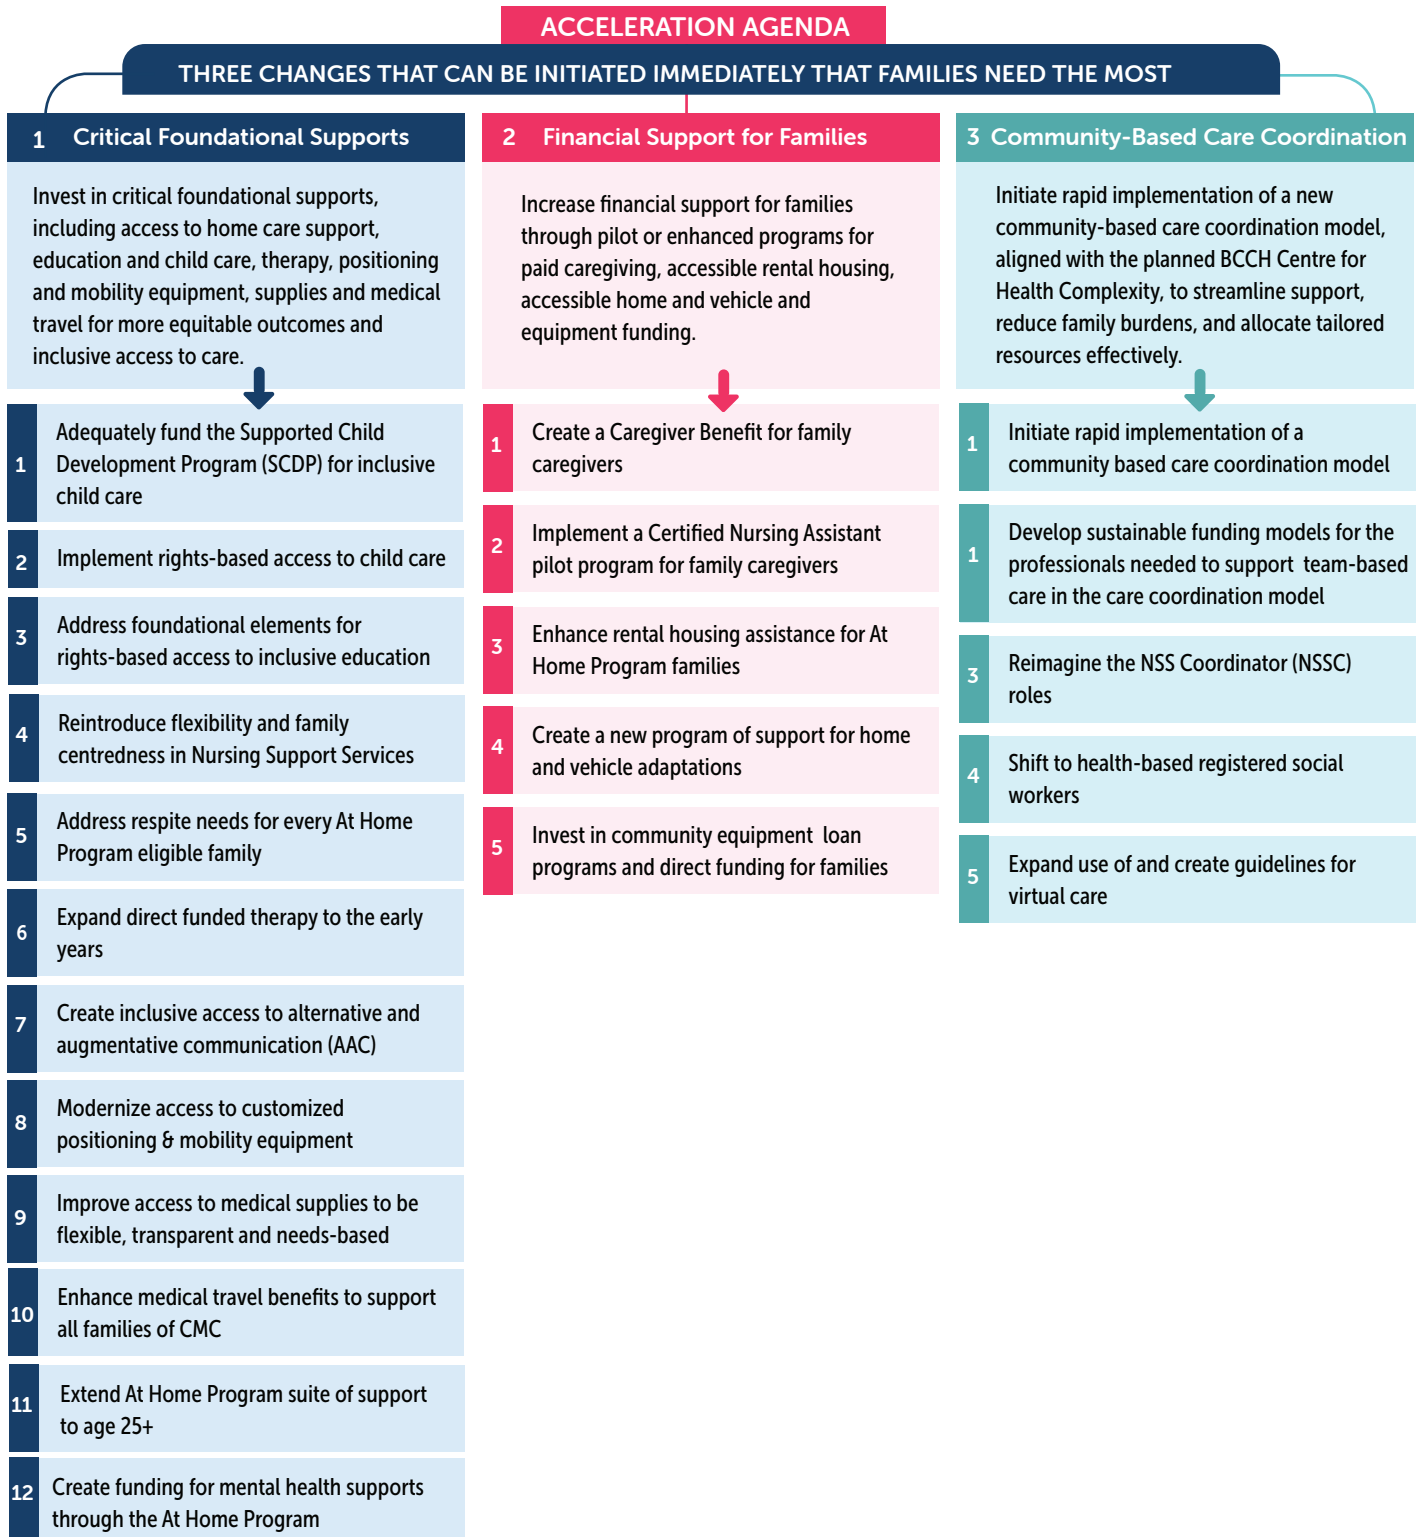 ACCELERATION AGENDA
THREE CHANGES THAT CAN BE INITIATED IMMEDIATELY THAT FAMILIES NEED THE MOST
1 Critical Foundational Supports
Invest in critical foundational supports,
including access to home care support,
education and child care, therapy, positioning
and mobility equipment, supplies and medical
travel for more equitable outcomes and
inclusive access to care.
1
Adequately fund the Supported Child
Development Program (SCDP) for inclusive
child care
2
Implement rights-based access to child care
3
Address foundational elements for
rights-based access to inclusive education
4
Reintroduce flexibility and family
centredness in Nursing Support Services
5
Address respite needs for every At Home
Program eligible family
6
Expand direct funded therapy to the early
years
7
Create inclusive access to alternative and
augmentative communication (AAC)
8
Modernize access to customized
positioning & mobility equipment
9
Improve access to medical supplies to be
flexible, transparent and needs-based
10
Enhance medical travel benefits to support
all families of CMC
11
Extend At Home Program suite of support
to age 25+
12
Create funding for mental health supports
through the At Home Program
2 Financial Support for Families
Increase financial support for families
through pilot or enhanced programs for
paid caregiving, accessible rental housing,
accessible home and vehicle and
equipment funding.
1
Create a Caregiver Benefit for family
caregivers
2
Implement a Certified Nursing Assistant
pilot program for family caregivers
3
Enhance rental housing assistance for At
Home Program families
4
Create a new program of support for home
and vehicle adaptations
5
Invest in community equipment loan
programs and direct funding for families
3 Community-Based Care Coordination
Initiate rapid implementation of a new
community-based care coordination model,
aligned with the planned BCCH Centre for
Health Complexity, to streamline support,
reduce family burdens, and allocate tailored
resources effectively.
1
Initiate rapid implementation of a
community based care coordination model
1
Develop sustainable funding models for the
professionals needed to support team-based
care in the care coordination model
3
Reimagine the NSS Coordinator (NSSC)
roles
4
Shift to health-based registered social
workers
5
Expand use of and create guidelines for
virtual care